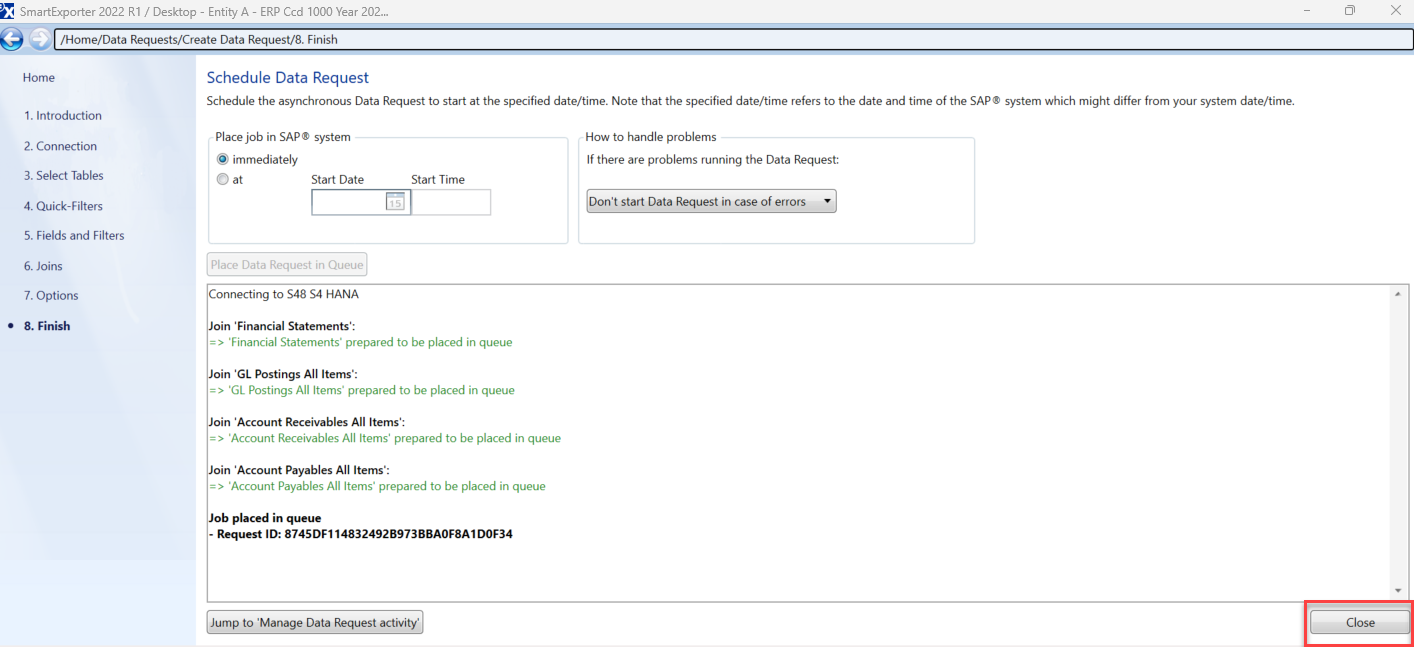 SmartExporter 2022 R1 / Desktop - Entity A - ERP Ccd 1000 Year 202...
/Home/Data Requests/Create Data Request/8. Finish
Home
1. Introduction
2. Connection
3. Select Tables
4. Quick-Filters
5. Fields and Filters
6. Joins
7. Options
8. Finish
Schedule Data Request
Schedule the asynchronous Data Request to start at the specified date/time. Note that the specified date/time refers to the date and time of the SAP® system which might differ from your system date/time.
Place job in SAP® system
immediately
at
Start Date
Start Time
15
How to handle problems
If there are problems running the Data Request:
Don't start Data Request in case of errors
Place Data Request in Queue
Connecting to S48 S4 HANA
Join 'Financial Statements':
=> 'Financial Statements' prepared to be placed in queue
Join 'GL Postings All Items':
=> 'GL Postings All Items' prepared to be placed in queue
Join 'Account Receivables All Items':
=> 'Account Receivables All Items' prepared to be placed in queue
Join 'Account Payables All Items':
=> 'Account Payables All Items' prepared to be placed in queue
Job placed in queue
- Request ID: 8745DF114832492B973BBA0F8A1D0F34
Jump to 'Manage Data Request activity'
Close